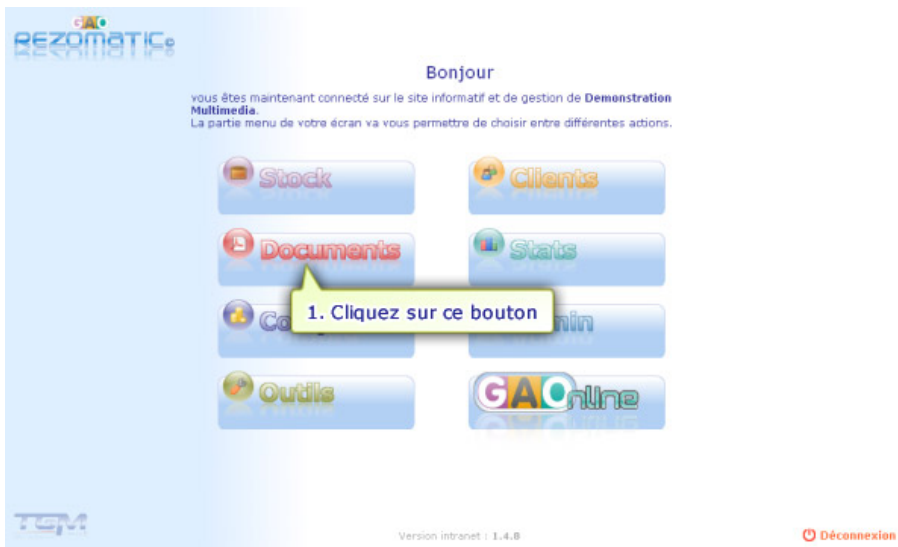 GAO
REZOMATIC
Bonjour
vous êtes maintenant connecté sur le site informatif et de gestion de Demonstration
Multimedia.
La partie menu de votre écran va vous permettre de choisir entre différentes actions.
Stock
Clients
Documents
Stats
1. Cliquez sur ce bouton
Outils
GAOnline
TGM
Version intranet : 1.4.8
Déconnexion